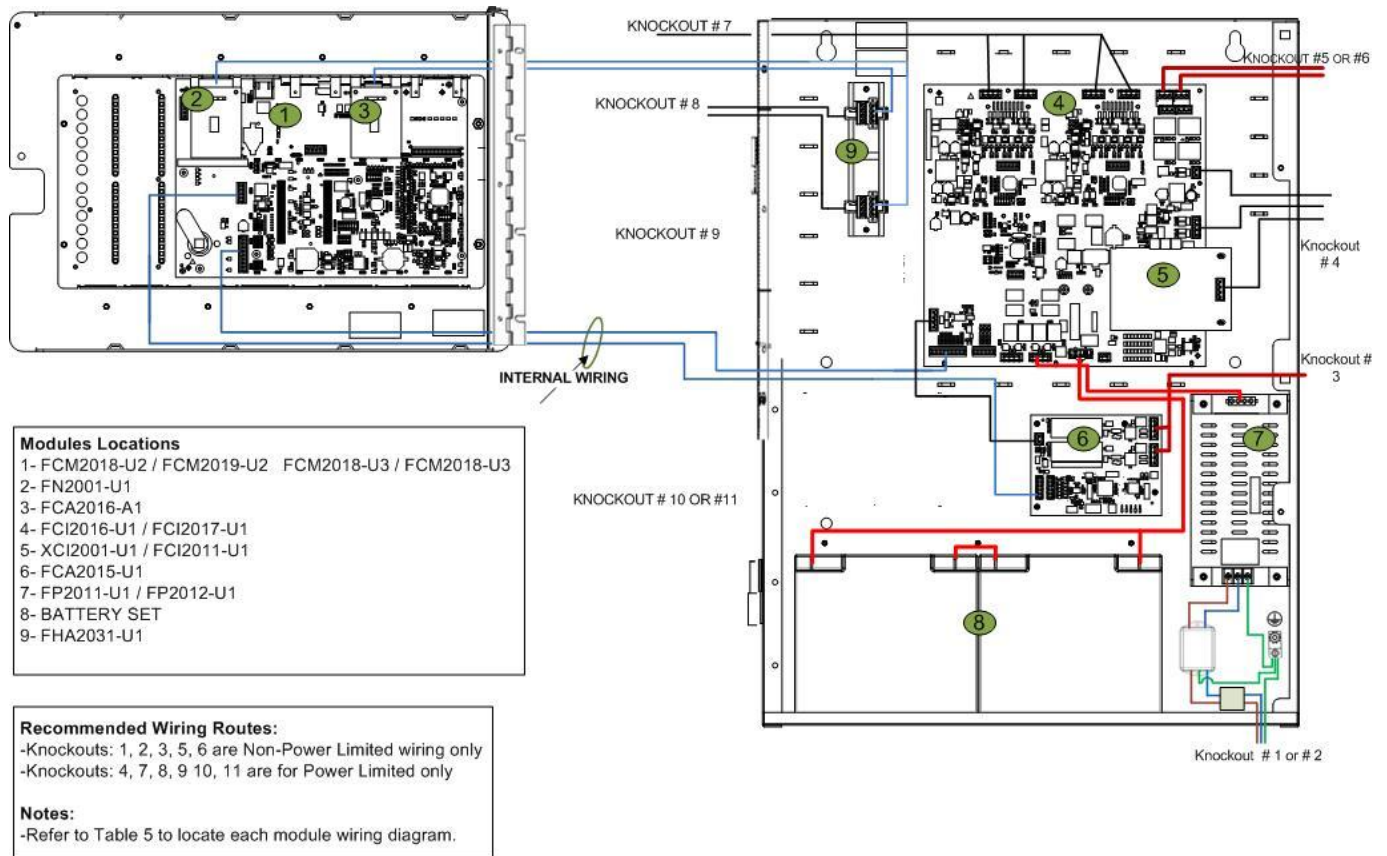 KNOCKOUT # 7
KNOCKOUT #5 OR #6
KNOCKOUT # 8
KNOCKOUT # 9
Knockout
# 4
INTERNAL WIRING
Knockout #
3
KNOCKOUT # 10 OR #11
Knockout # 1 or # 2
1
2
3
4
5
6
7
8
9
Modules Locations
1- FCM2018-U2 / FCM2019-U2 FCM2018-U3 / FCM2018-U3
2- FN2001-U1
3- FCA2016-A1
4- FCI2016-U1 / FCI2017-U1
5- XCI2001-U1 / FCI2011-U1
6- FCA2015-U1
7- FP2011-U1 / FP2012-U1
8- BATTERY SET
9- FHA2031-U1
Recommended Wiring Routes:
-Knockouts: 1, 2, 3, 5, 6 are Non-Power Limited wiring only
-Knockouts: 4, 7, 8, 9 10, 11 are for Power Limited only
Notes:
-Refer to Table 5 to locate each module wiring diagram.